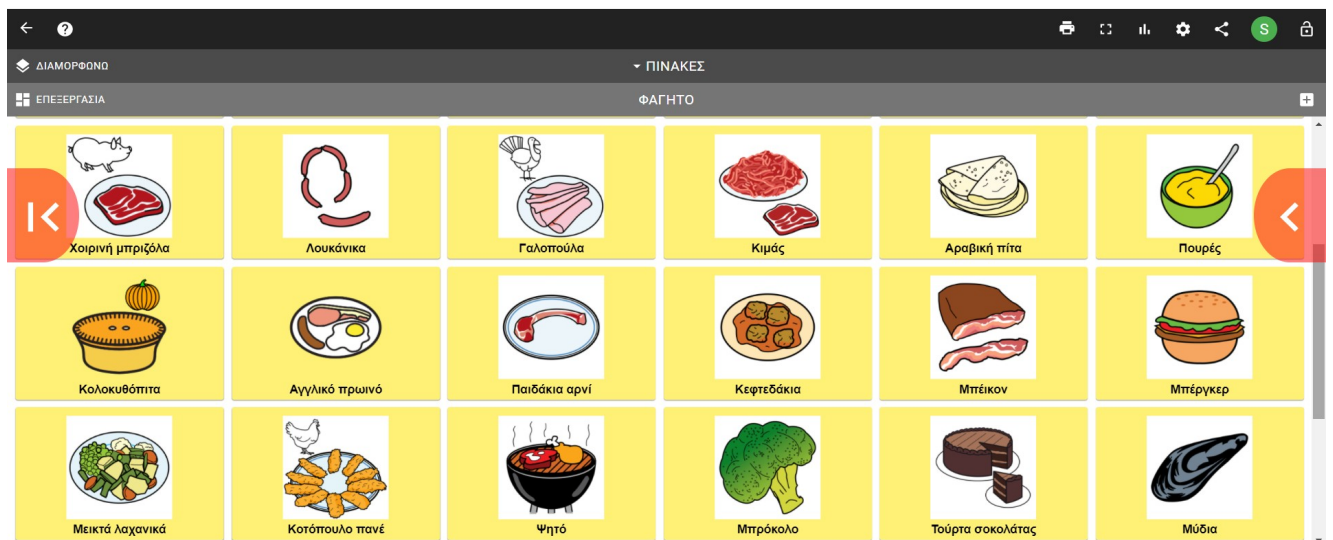 S
ΔΙΑΜΟΡΦΩΝΩ
ΠΙΝΑΚΕΣ
ΕΠΕΞΕΡΓΑΣΙΑ
ΦΑΓΗΤΟ
Χοιρινή μπριζόλα
Λουκάνικα
Γαλοπούλα
Κιμάς
Αραβική πίτα
Πουρές
Κολοκυθόπιτα
Αγγλικό πρωινό
Παιδάκια αρνί
Κεφτεδάκια
Μπέικον
Μπέργκερ
Μεικτά λαχανικά
Κοτόπουλο πανέ
Ψητό
Μπρόκολο
Τούρτα σοκολάτας
Μύδια